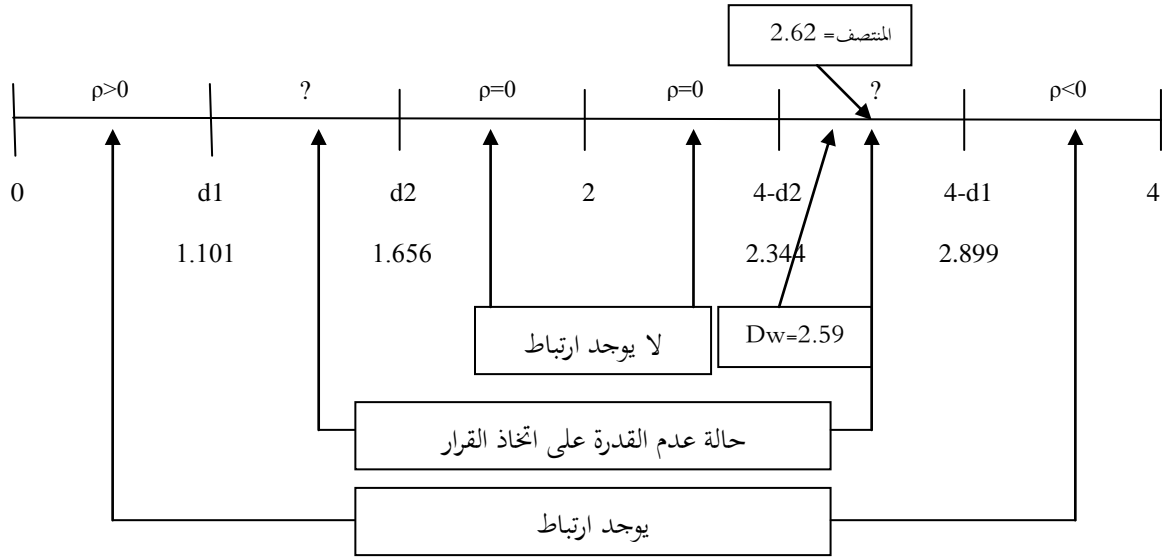 المنتصف= 2.62
ρ>0 ? ρ=0 ρ=0 ? ρ<0
0 d1 d2 2 4-d2 4-d1 4
1.101 1.656 2.344 2.899
لا يوجد ارتباط
Dw=2.59
حالة عدم القدرة على اتخاذ القرار
يوجد ارتباط